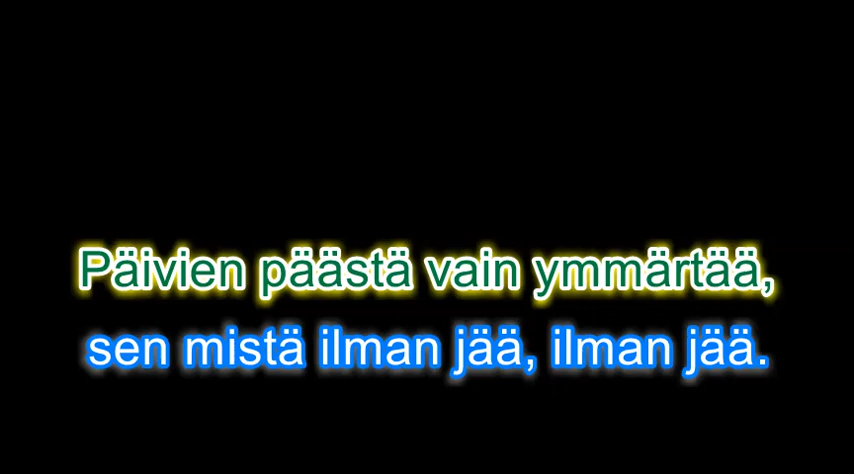 Päivien päästä vain ymmärtää,
sen mistä ilman jää, ilman jää.